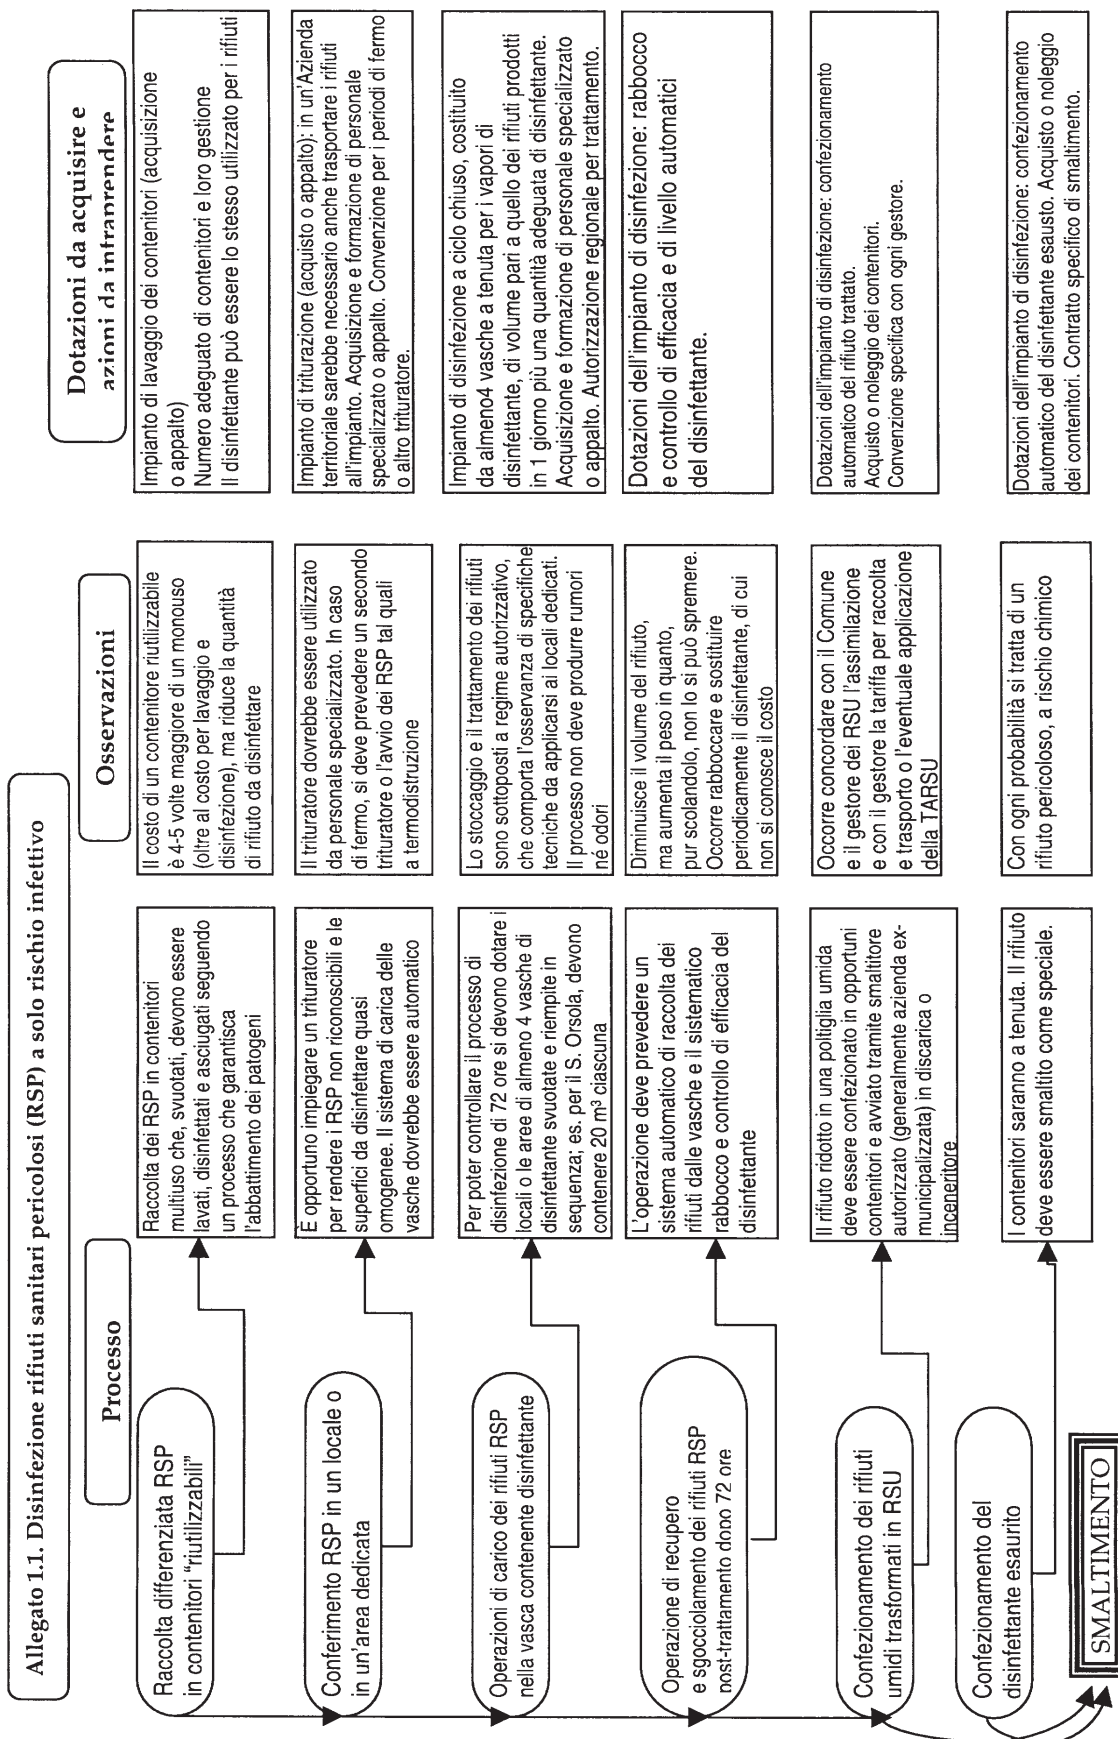 Allegato 1.1. Disinfezione rifiuti sanitari pericolosi (RSP) a solo rischio infettivo
Processo
Osservazioni
Dotazioni da acquisire e
azioni da intraprendere
Raccolta differenziata RSP
in contenitori “riutilizzabili”
Raccolta dei RSP in contenitori
multiuso che, svuotati, devono essere
lavati, disinfettati e asciugati seguendo
un processo che garantisca
l'abbattimento dei patogeni
Il costo di un contenitore riutilizzabile
è 4-5 volte maggiore di un monouso
(oltre al costo per lavaggio e
disinfezione), ma riduce la quantità
di rifiuto da disinfettare
Impianto di lavaggio dei contenitori (acquisizione
o appalto)
Numero adeguato di contenitori e loro gestione
Il disinfettante può essere lo stesso utilizzato per i rifiuti
Conferimento RSP in un locale o
in un'area dedicata
È opportuno impiegare un trituratore
per rendere i RSP non riconoscibili e le
superfici da disinfettare quasi
omogenee. Il sistema di carica delle
vasche dovrebbe essere automatico
Il trituratore dovrebbe essere utilizzato
da personale specializzato. In caso
di fermo, si deve prevedere un secondo
trituratore o l'avvio dei RSP tal quali
a termodistruzione
Impianto di triturazione (acquisto o appalto): in un'Azienda
territoriale sarebbe necessario anche trasportare i rifiuti
all'impianto. Acquisizione e formazione di personale
specializzato o appalto. Convenzione per i periodi di fermo
o altro trituratore.
Operazioni di carico dei rifiuti RSP
nella vasca contenente disinfettante
Per poter controllare il processo di
disinfezione di 72 ore si devono dotare i
locali o le aree di almeno 4 vasche di
disinfettante svuotate e riempite in
sequenza; es. per il S. Orsola, devono
contenere 20 m³ ciascuna
Lo stoccaggio e il trattamento dei rifiuti
sono sottoposti a regime autorizzativo,
che comporta l'osservanza di specifiche
tecniche da applicarsi ai locali dedicati.
Il processo non deve produrre rumori
né odori
Impianto di disinfezione a ciclo chiuso, costituito
da almeno4 vasche a tenuta per i vapori di
disinfettante, di volume pari a quello dei rifiuti prodotti
in 1 giorno più una quantità adeguata di disinfettante.
Acquisizione e formazione di personale specializzato
o appalto. Autorizzazione regionale per trattamento.
Operazione di recupero
e sgocciolamento dei rifiuti RSP
post-trattamento dopo 72 ore
L'operazione deve prevedere un
sistema automatico di raccolta dei
rifiuti dalle vasche e il sistematico
rabbocco e controllo di efficacia del
disinfettante
Diminuisce il volume del rifiuto,
ma aumenta il peso in quanto,
pur scolandolo, non lo si può spremere.
Occorre rabboccare e sostituire
periodicamente il disinfettante, di cui
non si conosce il costo
Dotazioni dell'impianto di disinfezione: rabbocco
e controllo di efficacia e di livello automatici
del disinfettante.
Confezionamento dei rifiuti
umidi trasformati in RSU
Il rifiuto ridotto in una poltiglia umida
deve essere confezionato in opportuni
contenitori e avviato tramite smaltitore
autorizzato (generalmente azienda ex-
municipalizzata) in discarica o
inceneritore
Occorre concordare con il Comune
e il gestore dei RSU l'assimilazione
e con il gestore la tariffa per raccolta
e trasporto o l'eventuale applicazione
della TARSU
Dotazioni dell'impianto di disinfezione: confezionamento
automatico del rifiuto trattato.
Acquisto o noleggio dei contenitori.
Convenzione specifica con ogni gestore.
Confezionamento del
disinfettante esaurito
I contenitori saranno a tenuta. Il rifiuto
deve essere smaltito come speciale.
Con ogni probabilità si tratta di un
rifiuto pericoloso, a rischio chimico
Dotazioni dell'impianto di disinfezione: confezionamento
automatico del disinfettante esausto. Acquisto o noleggio
dei contenitori. Contratto specifico di smaltimento.
SMALTIMENTO